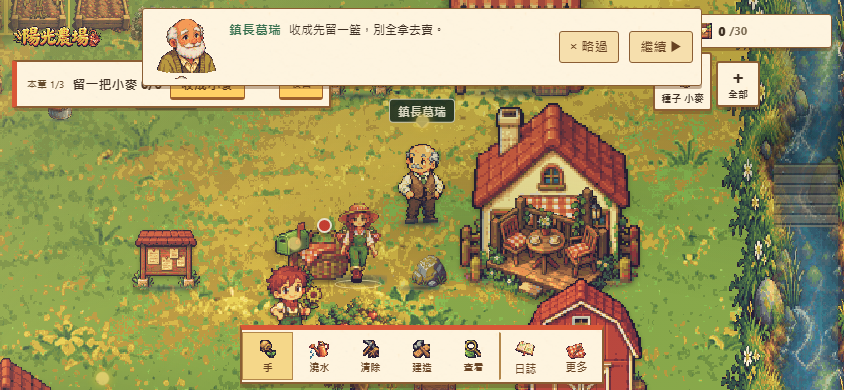 鎮長葛瑞 收成先留一籃，別全拿去賣。
× 略過
繼續 ▶
陽光農場
0 /30
本章 1/3 留一把小麥
種子 小麥
+
全部
鎮長葛瑞
手
澆水
清除
建造
查看
日誌
更多